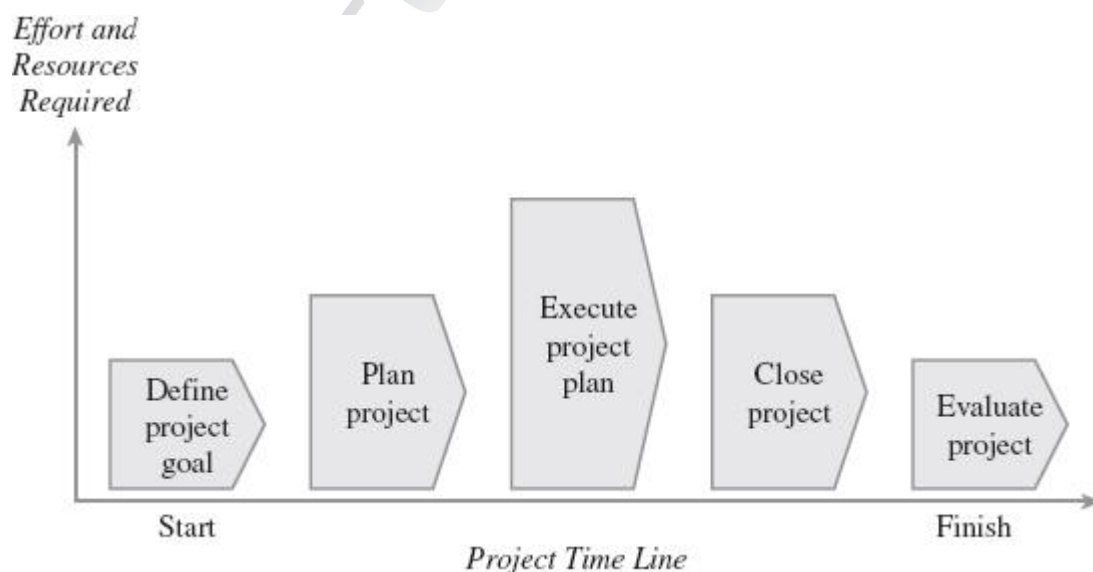 Effort and
Resources
Required
Define
project
goal
Plan
project
Execute
project
plan
Close
project
Evaluate
project
Start
Finish
Project Time Line